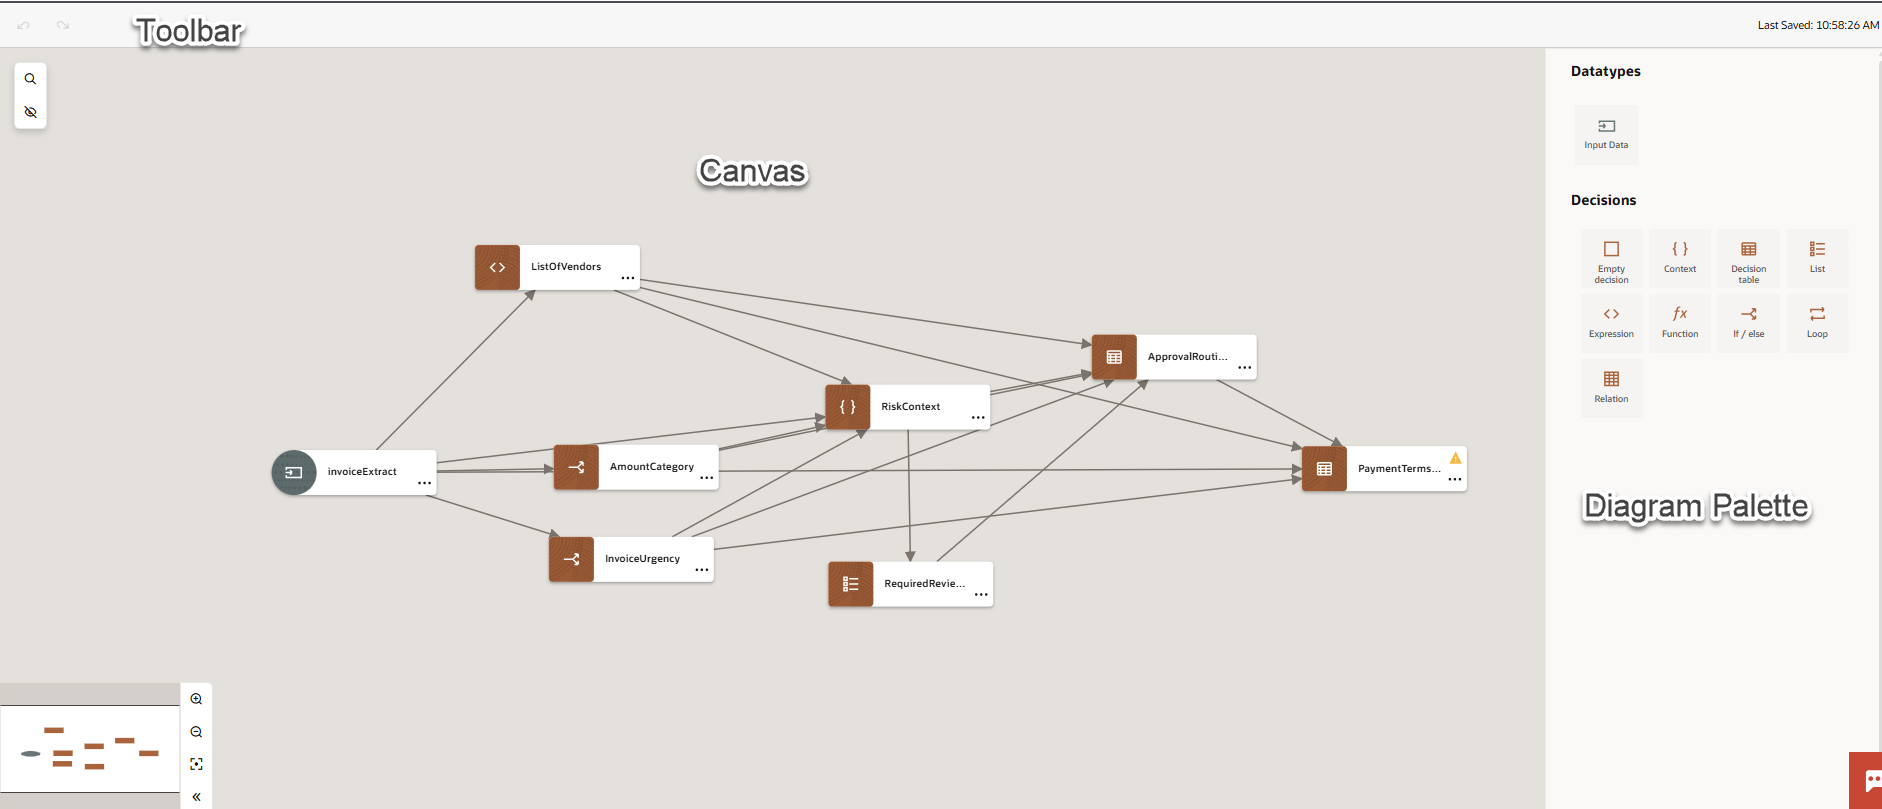 Toolbar
Last Saved: 10:58:26 AM
Datatypes
Input Data
Canvas
Decisions
Empty
decision
Context
Decision
table
List
Expression
Function
If / else
Loop
Relation
ListOfVendors
ApprovalRouti...
RiskContext
invoiceExtract
AmountCategory
PaymentTerms...
Diagram Palette
InvoiceUrgency
RequiredRevie...